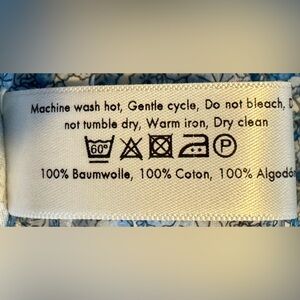 Machine wash hot, Gentle cycle, Do not bleach,
not tumble dry, Warm iron, Dry clean
60° P
100% Baumwolle, 100% Coton, 100% Algodón